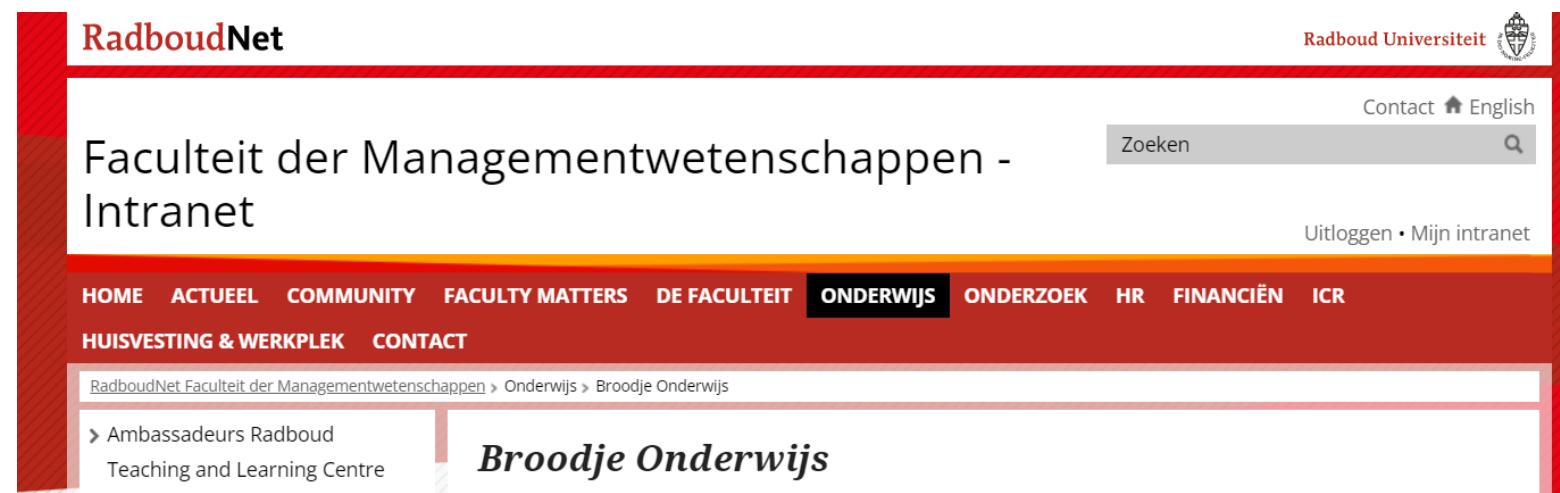 RadboudNet
Radboud Universiteit
Contact English
Faculteit der Managementwetenschappen -
Intranet
Zoeken
Uitloggen • Mijn intranet
HOME ACTUEEL COMMUNITY FACULTY MATTERS DE FACULTEIT ONDERWIJS ONDERZOEK HR FINANCIËN ICR
HUISVESTING & WERKPLEK CONTACT
RadboudNet Faculteit der Managementwetenschappen > Onderwijs > Broodje Onderwijs
> Ambassadeurs Radboud
Teaching and Learning Centre
Broodje Onderwijs